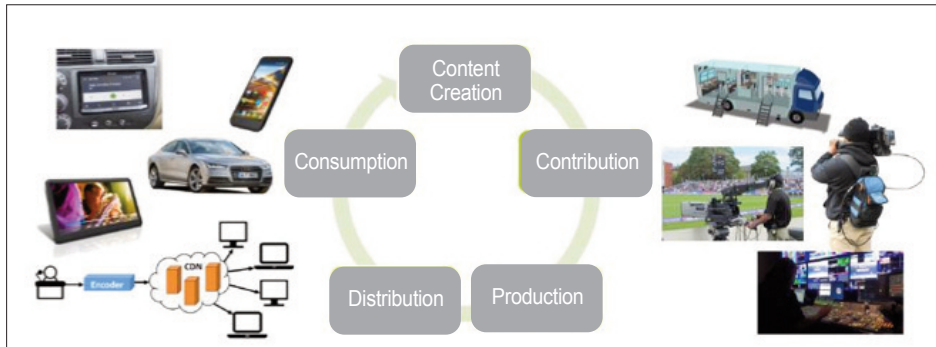 Content
Creation
Consumption
Contribution
CDN
Encoder
Distribution
Production